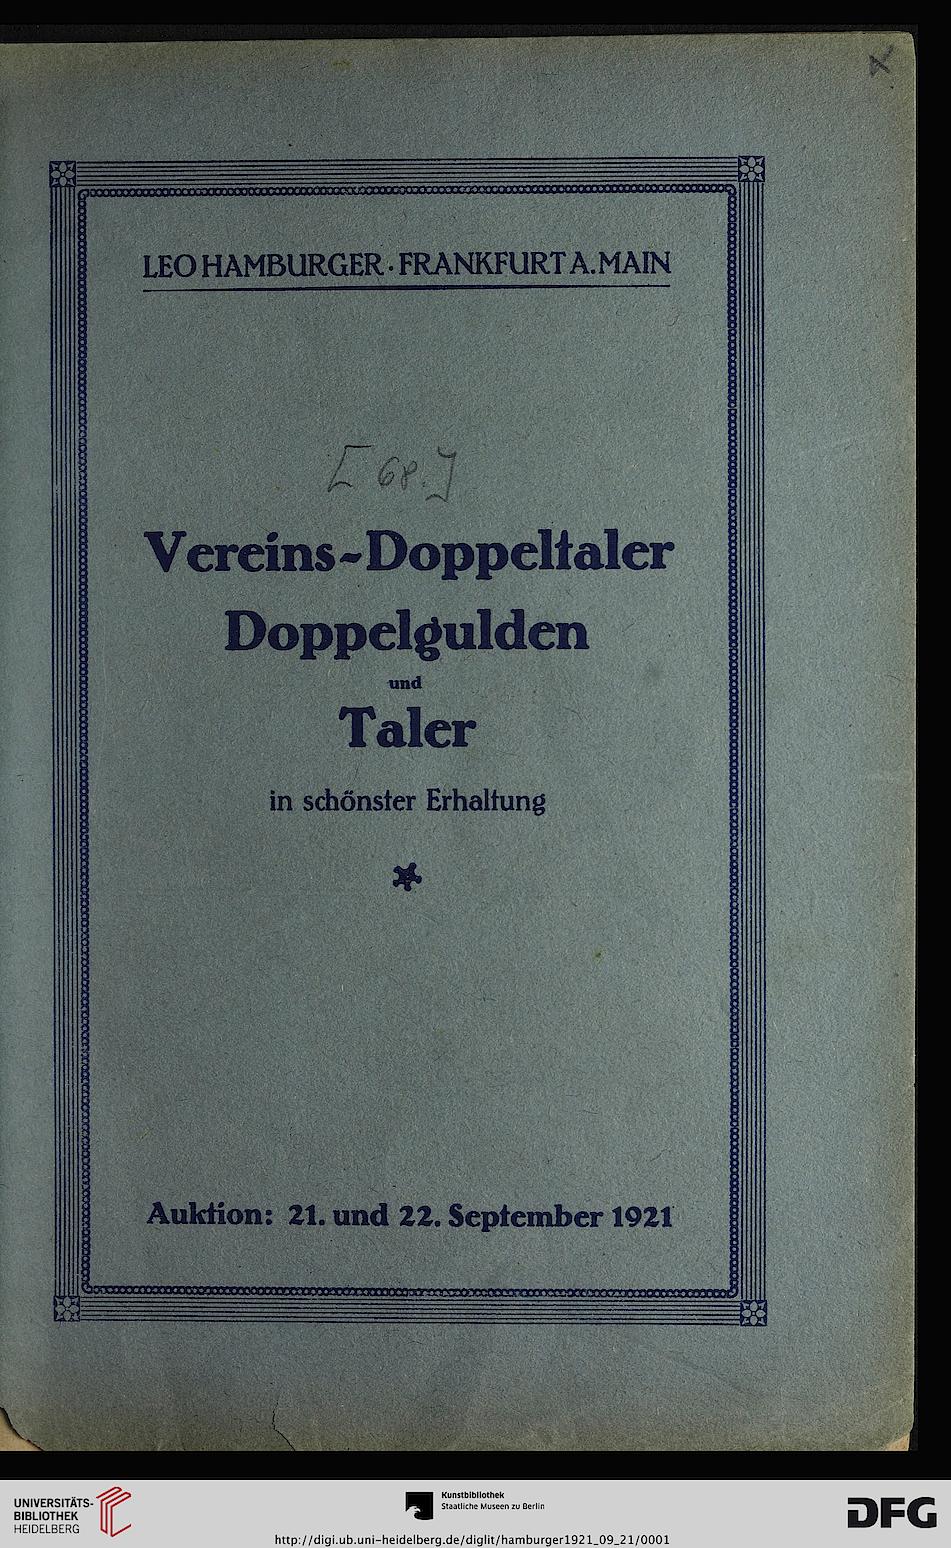 LEO HAMBURGER · FRANKFURT A. MAIN
[68.]
Vereins-Doppeltaler
Doppelgulden
und
Taler
in schönster Erhaltung
Auktion: 21. und 22. September 1921
UNIVERSITÄTS-
BIBLIOTHEK
HEIDELBERG
Kunstbibliothek
Staatliche Museen zu Berlin
http://digi.ub.uni-heidelberg.de/diglit/hamburger1921_09_21/0001
DFG